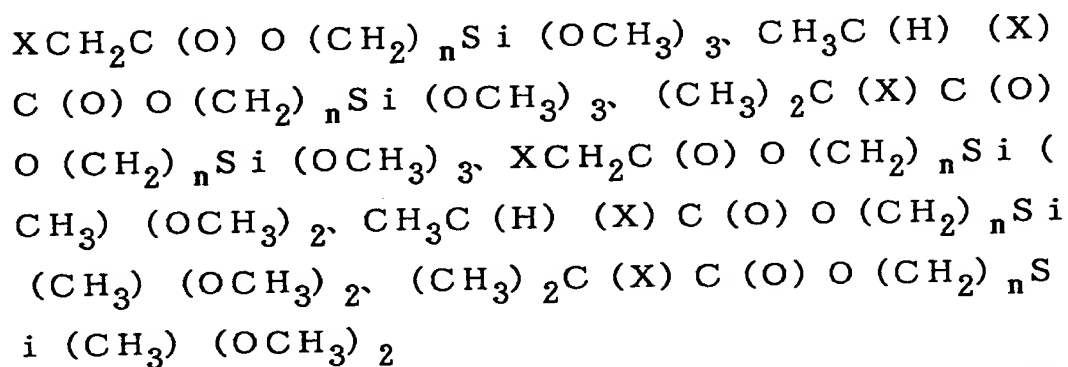 XCH₂C (O) O (CH₂) ₙSi (OCH₃) ₃、CH₃C (H) (X)
C (O) O (CH₂) ₙSi (OCH₃) ₃、 (CH₃) ₂C (X) C (O)
O (CH₂) ₙSi (OCH₃) ₃、XCH₂C (O) O (CH₂) ₙSi (
CH₃) (OCH₃) ₂、CH₃C (H) (X) C (O) O (CH₂) ₙSi
(CH₃) (OCH₃) ₂、 (CH₃) ₂C (X) C (O) O (CH₂) ₙS
i (CH₃) (OCH₃) ₂